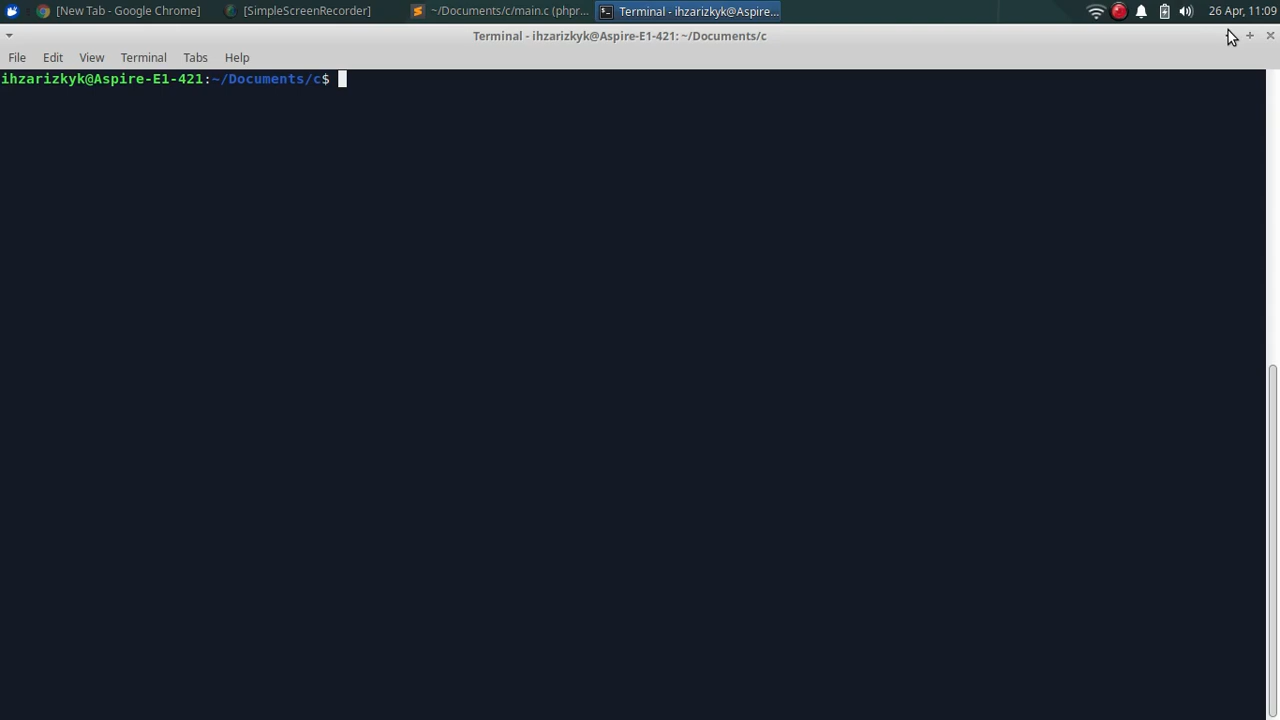 [New Tab - Google Chrome] [SimpleScreenRecorder] ~/Documents/c/main.c (phpr... Terminal - ihzarizkyk@Aspire... 26 Apr, 11:09
Terminal - ihzarizkyk@Aspire-E1-421: ~/Documents/c
File Edit View Terminal Tabs Help
ihzarizkyk@Aspire-E1-421:~/Documents/c$